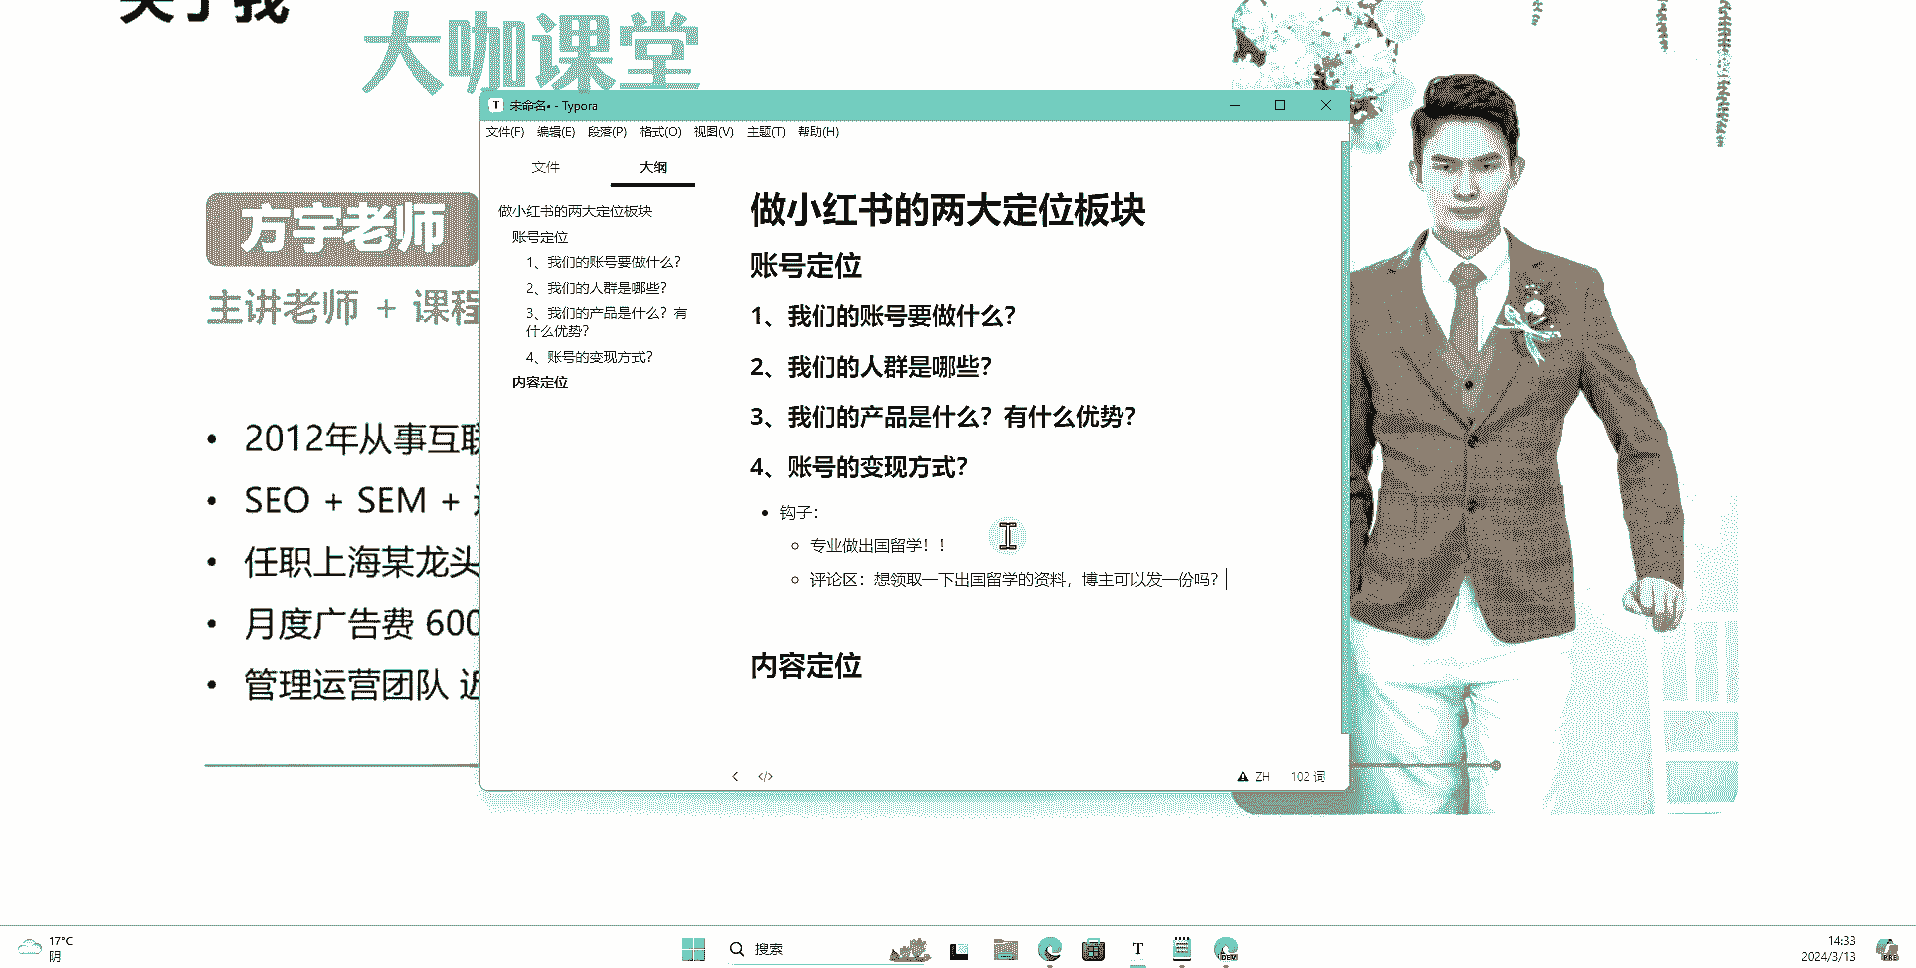 关于我
大咖课堂
方宇老师
主讲老师 + 课程
2012年从事互联
SEO + SEM +
任职上海某龙头
月度广告费 600
管理运营团队 近
未命名• - Typora
文件(F) 编辑(E) 段落(P) 格式(O) 视图(V) 主题(T) 帮助(H)
文件 大纲
做小红书的两大定位板块
账号定位
1、我们的账号要做什么?
2、我们的人群是哪些?
3、我们的产品是什么? 有
什么优势?
4、账号的变现方式?
内容定位
做小红书的两大定位板块
账号定位
1、我们的账号要做什么?
2、我们的人群是哪些?
3、我们的产品是什么? 有什么优势?
4、账号的变现方式?
钩子:
专业做出国留学! !
评论区: 想领取一下出国留学的资料, 博主可以发一份吗?
内容定位
ZH 102 词
17°C
阴
搜索
T
DEV
14:33
2024/3/13
PRE